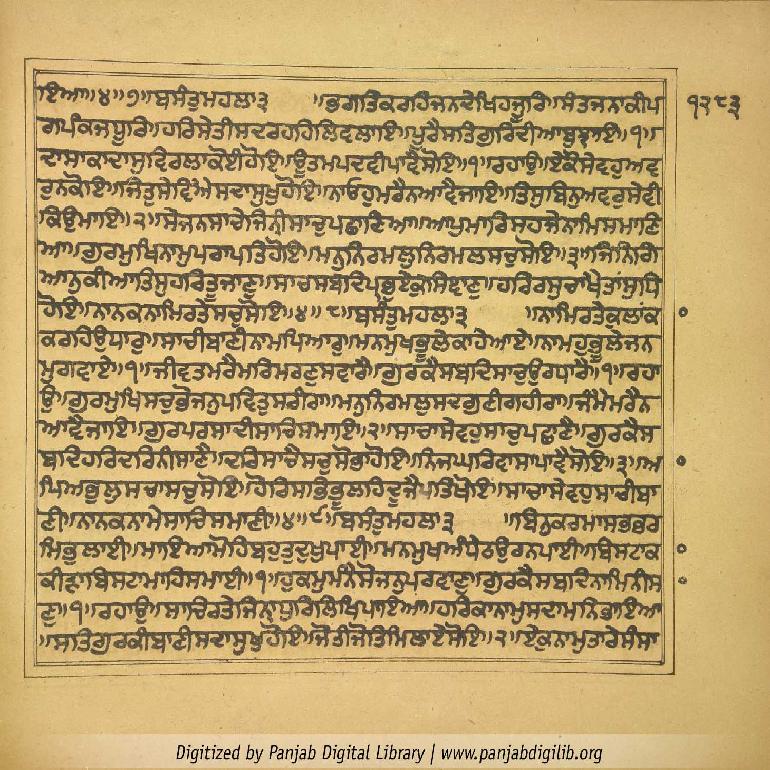 ਇਆ॥੪॥੭॥ਬਸੰਤੁਮਹਲਾ੩ ॥ਭਗਤਿਕਰਹਿਜਨਦੇਖਿਹਜੂਰਿ॥ਸੰਤਜਨਾਕੀਪ
੧੨੮੩
ਗਪੰਕਜਧੂਰਿ॥ਹਰਿਸੇਤੀਸਦਰਹਹਿਲਿਵਲਾਇ॥ਪੂਰੈਸਤਿਗੁਰਿਦੀਆਬੁਝਾਇ॥੧॥
ਦਾਸਾਕਾਦਾਸੁਵਿਰਲਾਕੋਈਹੋਇ॥ਊਤਮਪਦਵੀਪਾਵੈਸੋਇ॥੧॥ਰਹਾਉ॥ਏਕੋਸੇਵਹੁਅਵ
ਰੁਨਕੋਇ॥ਜਿਤੁਸੇਵਿਐਸਦਾਸੁਖੁਹੋਇ॥ਨਾਓਹੁਮਰੈਨਆਵੈਜਾਇ॥ਤਿਸੁਬਿਨੁਅਵਰੁਸੇਵੀ
ਕਿਉਮਾਇ॥੨॥ਸੇਜਨਸਾਚੇਜਿਨੀਸਾਚੁਪਛਾਣਿਆ॥ਆਪੁਮਾਰਿਸਹਜੇਨਾਮਿਸਮਾਣਿ
ਆ॥ਗੁਰਮੁਖਿਨਾਮੁਪਰਾਪਤਿਹੋਇ॥ਮਨੁਨਿਰਮਲੁਨਿਰਮਲਸਚੁਸੋਇ॥੩॥ਜਿਨਿਗਿ
ਆਨੁਕੀਆਤਿਸੁਹਰਿਤੂਜਾਣੁ॥ਸਾਚਸਬਦਿਪ੍ਰਭੁਏਕੁਸਿਞਾਣੁ॥ਹਰਿਰਸੁਚਾਖੈਤਾਂਸੁਧਿ
ਹੋਇ॥ਨਾਨਕਨਾਮਿਰਤੇਸਚੁਸੋਇ॥੪॥੮॥ਬਸੰਤੁਮਹਲਾ੩ ॥ਨਾਮਿਰਤੇਕੁਲਾਂਕ
ਕਰਹਿਉਧਾਰੁ॥ਸਾਚੀਬਾਣੀਨਾਮਪਿਆਰੁ॥ਮਨਮੁਖਭੂਲੇਕਾਹੇਆਏ॥ਨਾਮਹੁਭੂਲੇਜਨ
ਮੁਗਵਾਏ॥੧॥ਜੀਵਤਮਰੈਮਰਿਮਰਣੁਸਵਾਰੈ॥ਗੁਰਕੈਸਬਦਿਸਾਚੁਉਰਧਾਰੈ॥੧॥ਰਹਾ
ਉ॥ਗੁਰਮੁਖਿਸਚੁਭੋਜਨੁਪਵਿਤੁਸਰੀਰਾ॥ਮਨੁਨਿਰਮਲੁਸਦਗੁਣੀਗਹੀਰਾ॥ਜੰਮੈਮਰੈਨ
ਆਵੈਜਾਇ॥ਗੁਰਪਰਸਾਦੀਸਾਚਿਸਮਾਇ॥੨॥ਸਾਚਾਸੇਵਹੁਸਾਚੁਪਛਾਣੈ॥ਗੁਰਕੈਸ
ਬਦਿਹਰਿਦਰਿਨੀਸਾਣੈ॥ਦਰਿਸਾਚੈਸਚੁਸੋਭਾਹੋਇ॥ਨਿਜਘਰਿਵਾਸਾਪਾਵੈਸੋਇ॥੩॥ਅ
ਪਿਅਭੁਲੁਸਚਾਸਚੁਸੋਇ॥ਹੋਰਿਸਭਿਭੂਲਹਿਦੂਜੈਪਤਿਖੋਇ॥ਸਾਚਾਸੇਵਹੁਸਾਚੀਬਾ
ਣੀ॥ਨਾਨਕਨਾਮੇਸਾਚਿਸਮਾਣੀ॥੪॥੯॥ਬਸੰਤੁਮਹਲਾ੩ ॥ਬਿਨੁਕਰਮਾਸਭਭਰ
ਮਿਭੁਲਾਈ॥ਮਾਇਆਮੋਹਿਬਹੁਤੁਦੁਖੁਪਾਈ॥ਮਨਮੁਖਅੰਧੇਠਉਰਨਪਾਈ॥ਬਿਸਟਾਕ
ਕੀੜਾਬਿਸਟਾਮਾਹਿਸਮਾਈ॥੧॥ਹੁਕਮੁਮੰਨੇਸੋਜਨੁਪਰਵਾਣੁ॥ਗੁਰਕੈਸਬਦਿਨਾਮਿਨੀਸ
ਣੁ॥੧॥ਰਹਾਉ॥ਸਾਚਿਰਤੇਜਿਨ੍ਹਾਧੁਰਿਲਿਖਿਪਾਇਆ॥ਹਰਿਕਾਨਾਮੁਸਦਾਮਨਿਭਾਇਆ
॥ਸਤਿਗੁਰਕੀਬਾਣੀਸਦਾਸੁਖੁਹੋਇ॥ਜੋਤੀਜੋਤਿਮਿਲਾਏਸੋਇ॥੨॥ਏਕੁਨਾਮੁਤਾਰੇਸੰਸਾ
Digitized by Panjab Digital Library | www.panjabdigilib.org